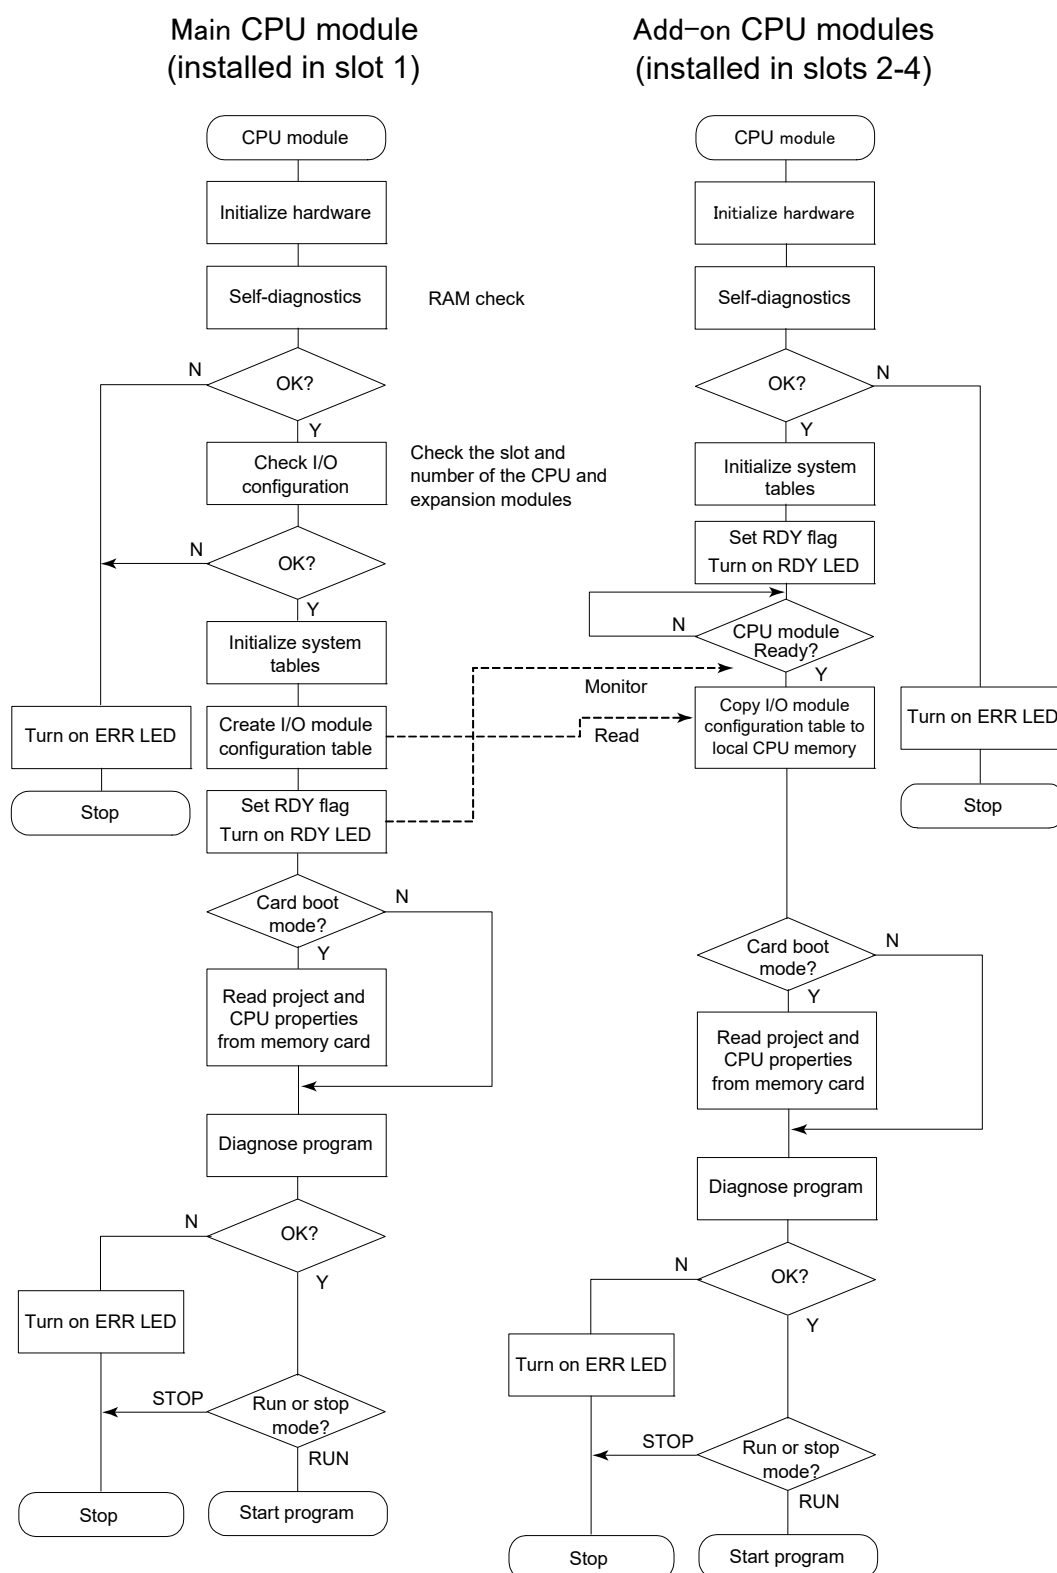 Main CPU module
(installed in slot 1)
CPU module
Initialize hardware
Self-diagnostics
RAM check
N
OK?
Y
Check I/O
configuration
Check the slot and
number of the CPU and
expansion modules
N
OK?
Y
Initialize system
tables
Create I/O module
configuration table
Turn on ERR LED
Stop
Set RDY flag
Turn on RDY LED
Card boot
mode?
N
Y
Read project and
CPU properties
from memory card
Diagnose program
N
OK?
Y
Turn on ERR LED
STOP
Run or stop
mode?
RUN
Stop
Start program
Monitor
Read
Add-on CPU modules
(installed in slots 2-4)
CPU module
Initialize hardware
Self-diagnostics
OK?
N
Y
Initialize system
tables
Set RDY flag
Turn on RDY LED
N
CPU module
Ready?
Y
Copy I/O module
configuration table to
local CPU memory
Turn on ERR LED
Stop
Card boot
mode?
N
Y
Read project and
CPU properties
from memory card
Diagnose program
N
OK?
Y
Turn on ERR LED
STOP
Run or stop
mode?
RUN
Stop
Start program